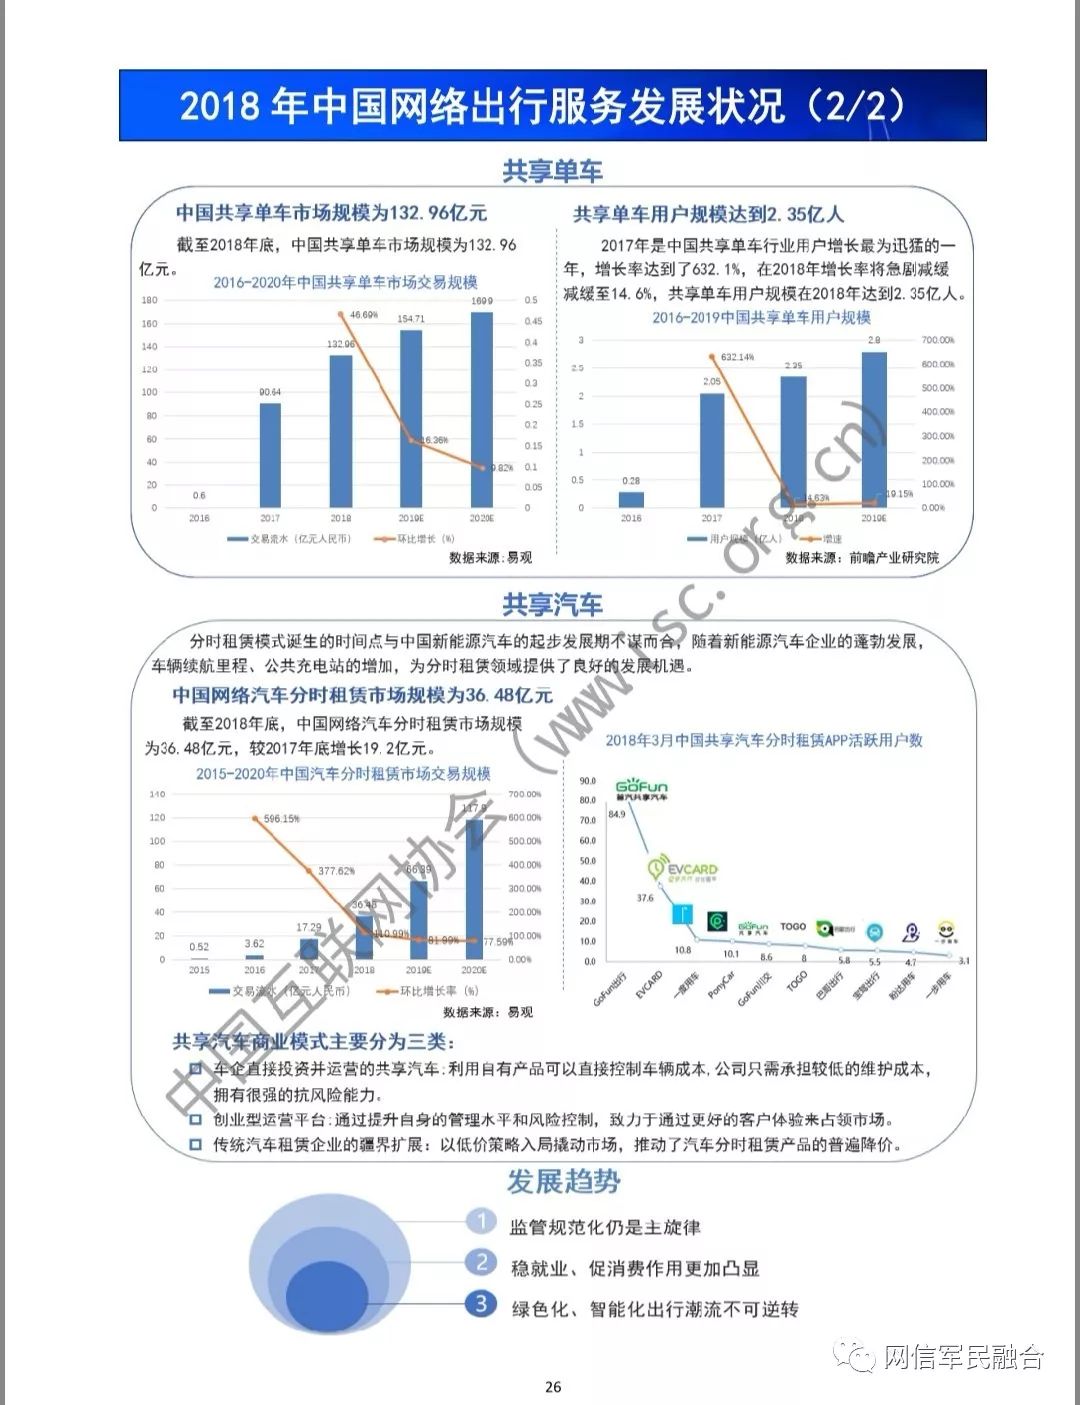 2018 年中国网络出行服务发展状况（2/2）
共享单车
中国共享单车市场规模为132.96亿元
截至2018年底，中国共享单车市场规模为132.96
亿元。
2016-2020年中国共享单车市场交易规模
180
160
140
120
100
80
60
40
20
0
0.5
0.45
0.4
0.35
0.3
0.25
0.2
0.15
0.1
0.05
0
0.6
90.64
132.96
154.71
1699
46.69%
16.36%
9.82%
2016
2017
2018
2019E
2020E
交易流水（亿元人民币）
环比增长（%）
数据来源:易观
共享单车用户规模达到2.35亿人
2017年是中国共享单车行业用户增长最为迅猛的一
年，增长率达到了632.1%，在2018年增长率将急剧减缓
减缓至14.6%，共享单车用户规模在2018年达到2.35亿人。
2016-2019中国共享单车用户规模
3
2.5
2
1.5
1
0.5
0
700.00%
600.00%
500.00%
400.00%
300.00%
200.00%
100.00%
0.00%
0.28
2.05
2.35
2.8
632.14%
14.63%
19.15%
2016
2017
2018
2019E
用户规模（亿人）
增速
数据来源：前瞻产业研究院
共享汽车
分时租赁模式诞生的时间点与中国新能源汽车的起步发展期不谋而合，随着新能源汽车企业的蓬勃发展，
车辆续航里程、公共充电站的增加，为分时租赁领域提供了良好的发展机遇。
中国网络汽车分时租赁市场规模为36.48亿元
截至2018年底，中国网络汽车分时租赁市场规模
为36.48亿元，较2017年底增长19.2亿元。
2015-2020年中国汽车分时租赁市场交易规模
140
120
100
80
60
40
20
0
700.00%
600.00%
500.00%
400.00%
300.00%
200.00%
100.00%
0.00%
0.52
3.62
17.29
36.48
66.39
117.9
596.15%
377.62%
110.99%
81.99%
77.59%
2015
2016
2017
2018
2019E
2020E
交易流水（亿元人民币）
环比增长率（%）
数据来源：易观
2018年3月中国共享汽车分时租赁APP活跃用户数
90.0
80.0
70.0
60.0
50.0
40.0
30.0
20.0
10.0
0.0
GoFun
首汽共享汽车
EVCARD
GoFun
共享汽车
TOGO
巴哥出行
一步用车
84.9
37.6
10.8
10.1
8.6
8
5.8
5.5
4.7
3.1
GoFun出行
EVCARD
一度用车
PonyCar
GoFun川交
TOGO
巴哥出行
宝驾出行
盼达用车
一步用车
共享汽车商业模式主要分为三类：
车企直接投资并运营的共享汽车:利用自有产品可以直接控制车辆成本,公司只需承担较低的维护成本，
拥有很强的抗风险能力。
创业型运营平台:通过提升自身的管理水平和风险控制，致力于通过更好的客户体验来占领市场。
传统汽车租赁企业的疆界扩展：以低价策略入局撬动市场，推动了汽车分时租赁产品的普遍降价。
发展趋势
1 监管规范化仍是主旋律
2 稳就业、促消费作用更加凸显
3 绿色化、智能化出行潮流不可逆转
中国互联网协会（www.isc.org.cn）
网信军民融合
26